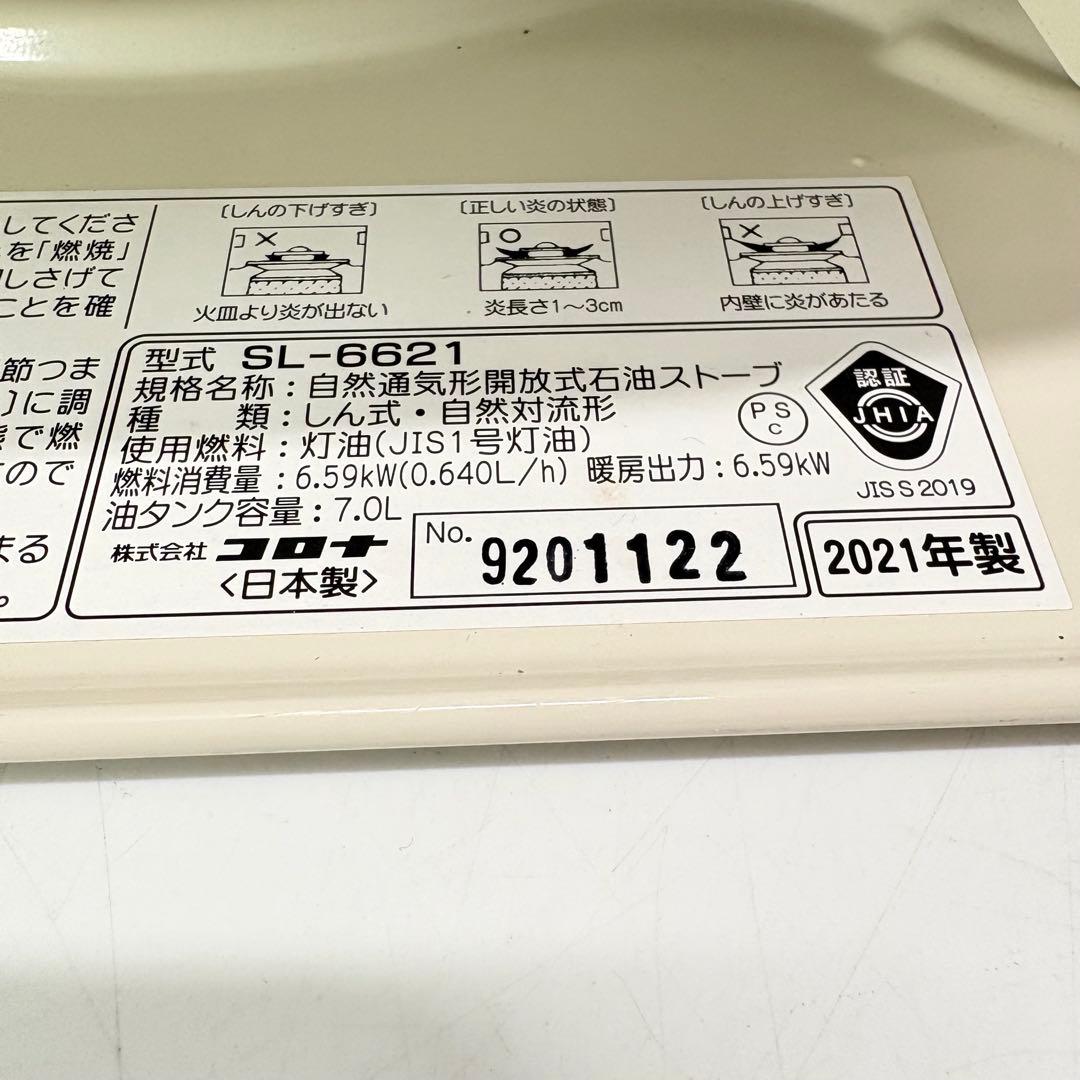 してくださ
を「燃焼」
しさげて
ことを確
節つま
)に調
で燃
すので
まる
。
〔しんの下げすぎ〕
×
火皿より炎が出ない
〔正しい炎の状態〕
○
炎長さ1〜3cm
〔しんの上げすぎ〕
×
内壁に炎があたる
型式 SL-6621
規格名称：自然通気形開放式石油ストーブ
種　類：しん式・自然対流形
使用燃料：灯油(JIS1号灯油)
燃料消費量：6.59kW(0.640L/h) 暖房出力：6.59kW
油タンク容量：7.0L
株式会社 コロナ
<日本製>
No. 9201122
PSC
認証
JHIA
JIS S 2019
2021年製